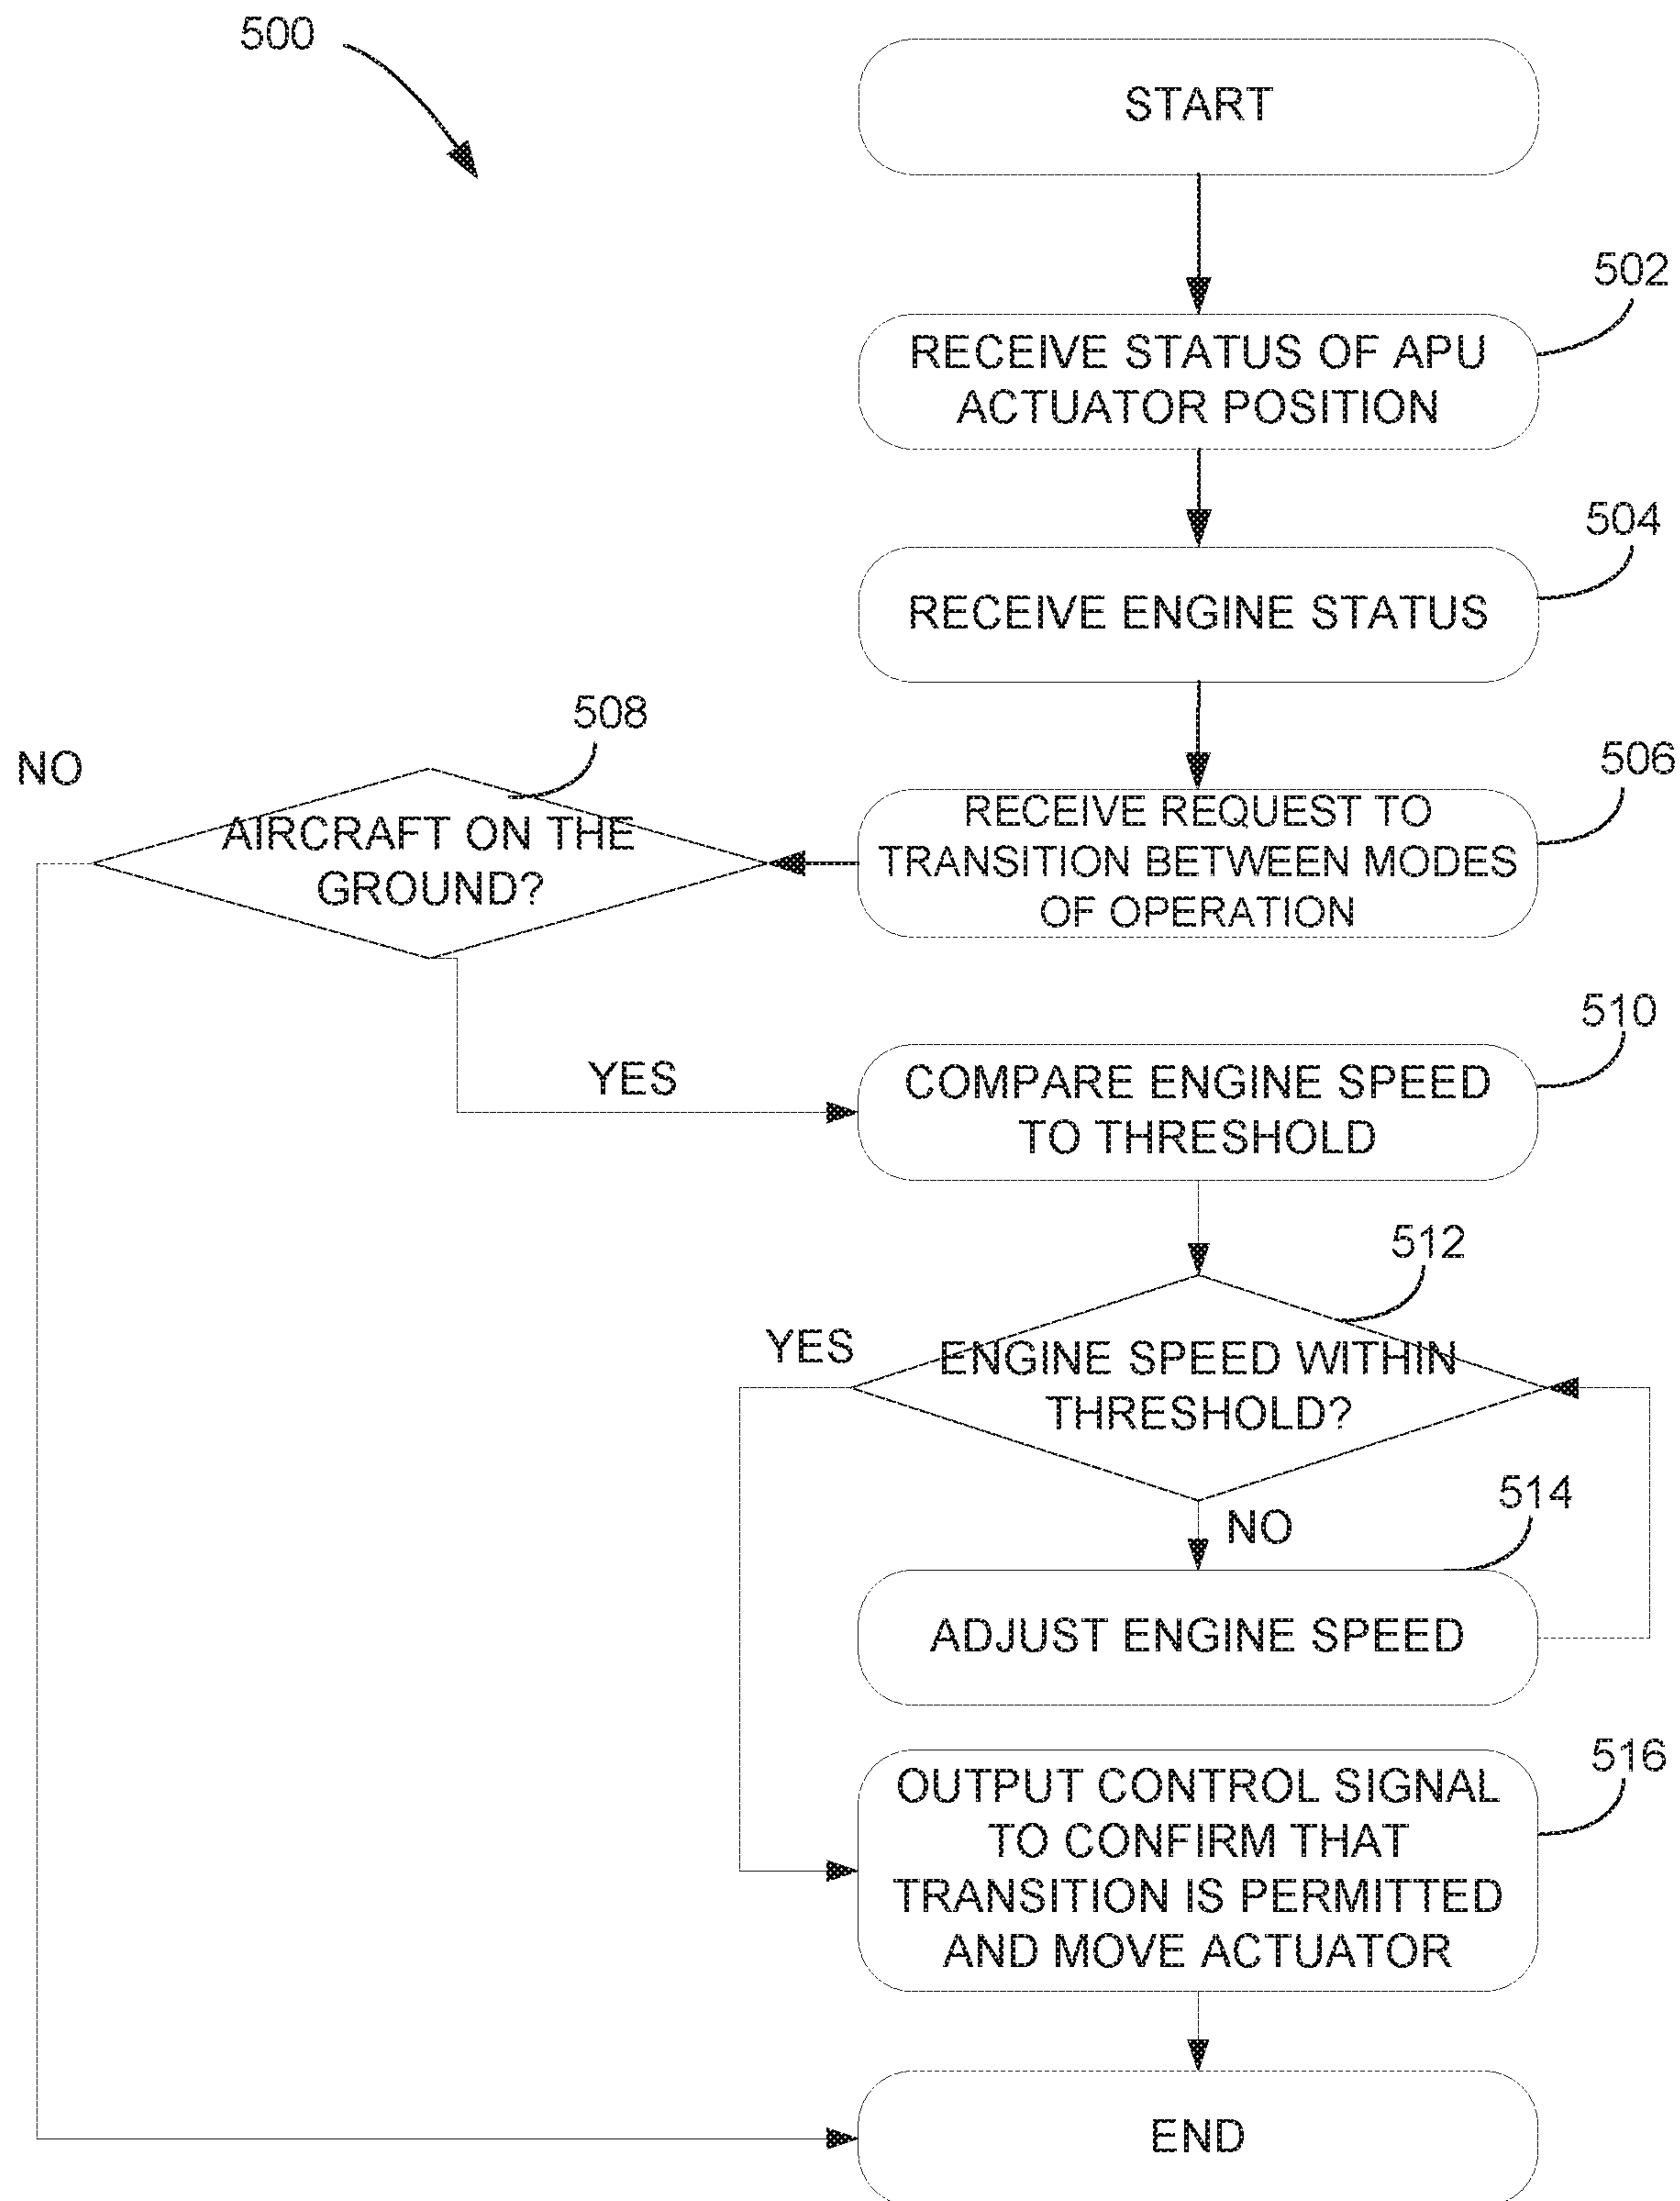 500
START
502
RECEIVE STATUS OF APU
ACTUATOR POSITION
504
RECEIVE ENGINE STATUS
506
RECEIVE REQUEST TO
TRANSITION BETWEEN MODES
OF OPERATION
508
NO
AIRCRAFT ON THE
GROUND?
YES
510
COMPARE ENGINE SPEED
TO THRESHOLD
512
YES
ENGINE SPEED WITHIN
THRESHOLD?
NO
514
ADJUST ENGINE SPEED
516
OUTPUT CONTROL SIGNAL
TO CONFIRM THAT
TRANSITION IS PERMITTED
AND MOVE ACTUATOR
END